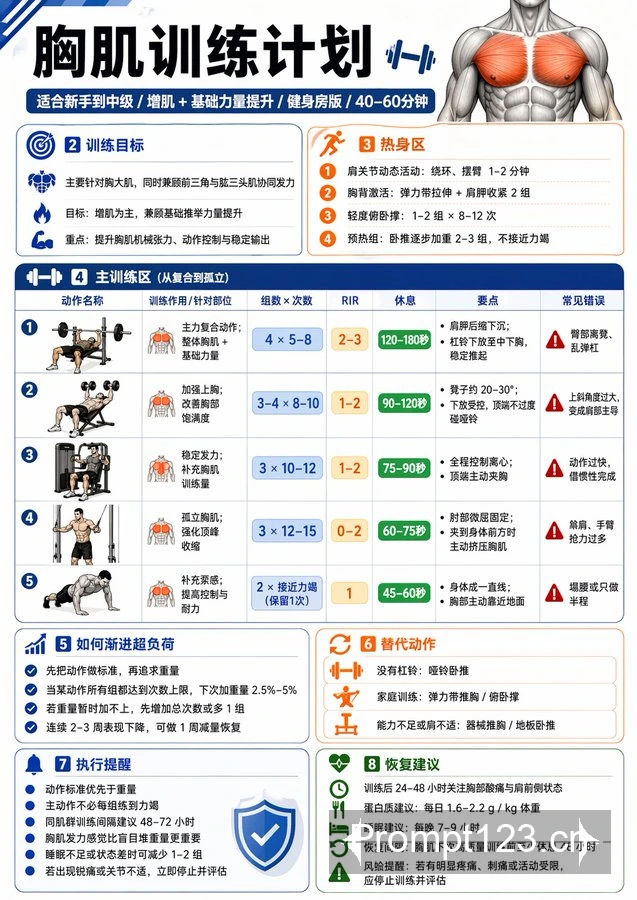 胸肌训练计划
适合新手到中级 / 增肌 + 基础力量提升 / 健身房版 / 40–60分钟
2 训练目标
主要针对胸大肌，同时兼顾前三角与肱三头肌协同发力
目标：增肌为主，兼顾基础推举力量提升
重点：提升胸肌机械张力、动作控制与稳定输出
3 热身区
1 肩关节动态活动：绕环、摆臂 1–2 分钟
2 胸背激活：弹力带拉伸 + 肩胛收紧 2 组
3 轻度俯卧撑：1–2 组 × 8–12 次
4 预热组：卧推逐步加重 2–3 组，不接近力竭
4 主训练区（从复合到孤立）
动作名称 训练作用/针对部位 组数×次数 RIR 休息 要点 常见错误
1
主力复合动作；
整体胸肌 +
基础力量
4 × 5–8
2–3
120–180秒
• 肩胛后缩下沉；
• 杠铃下放至中下胸，
稳定推起
臀部离凳、
乱弹杠
2
加强上胸；
改善胸部
饱满度
3–4 × 8–10
1–2
90–120秒
• 凳子约 20–30°；
• 下放受控，顶端不过度
碰哑铃
上斜角度过大，
变成肩部主导
3
稳定发力；
补充胸肌
训练量
3 × 10–12
1–2
75–90秒
• 全程控制离心；
• 顶端主动夹胸
动作过快，
借惯性完成
4
孤立胸肌；
强化顶峰
收缩
3 × 12–15
0–2
60–75秒
• 肘部微屈固定；
• 夹到身体前方时
主动挤压胸肌
耸肩、手臂
抢力过多
5
补充泵感；
提高控制与
耐力
2 × 接近力竭
（保留1次）
1
45–60秒
• 身体成一直线；
• 胸部主动靠近地面
塌腰或只做
半程
5 如何渐进超负荷
先把动作做标准，再追求重量
当某动作所有组都达到次数上限，下次加重量 2.5%–5%
若重量暂时加不上，先增加总次数或多 1 组
连续 2–3 周表现下降，可做 1 周减量恢复
6 替代动作
没有杠铃：哑铃卧推
家庭训练：弹力带推胸 / 俯卧撑
能力不足或肩不适：器械推胸 / 地板卧推
7 执行提醒
动作标准优先于重量
主动作不必每组练到力竭
同肌群训练间隔建议 48–72 小时
胸肌发力感觉比盲目堆重量更重要
睡眠不足或状态差时可减少 1–2 组
若出现锐痛或关节不适，立即停止并评估
8 恢复建议
训练后 24–48 小时关注胸部酸痛与肩前侧状态
蛋白质建议：每日 1.6–2.2 g / kg 体重
每晚 7–9 小时
Prompt123.cn
风险提醒：若有明显疼痛、刺痛或活动受限，
应停止训练并评估